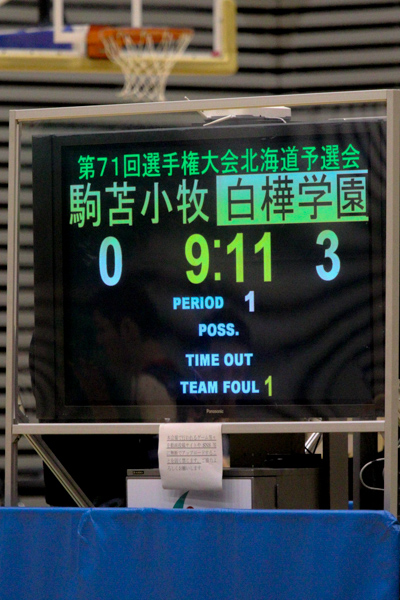 第71回選手権大会北海道予選会
駒苫小牧 白樺学園
0 9:11 3
PERIOD 1
POSS.
TIME OUT
TEAM FOUL 1
Panasonic